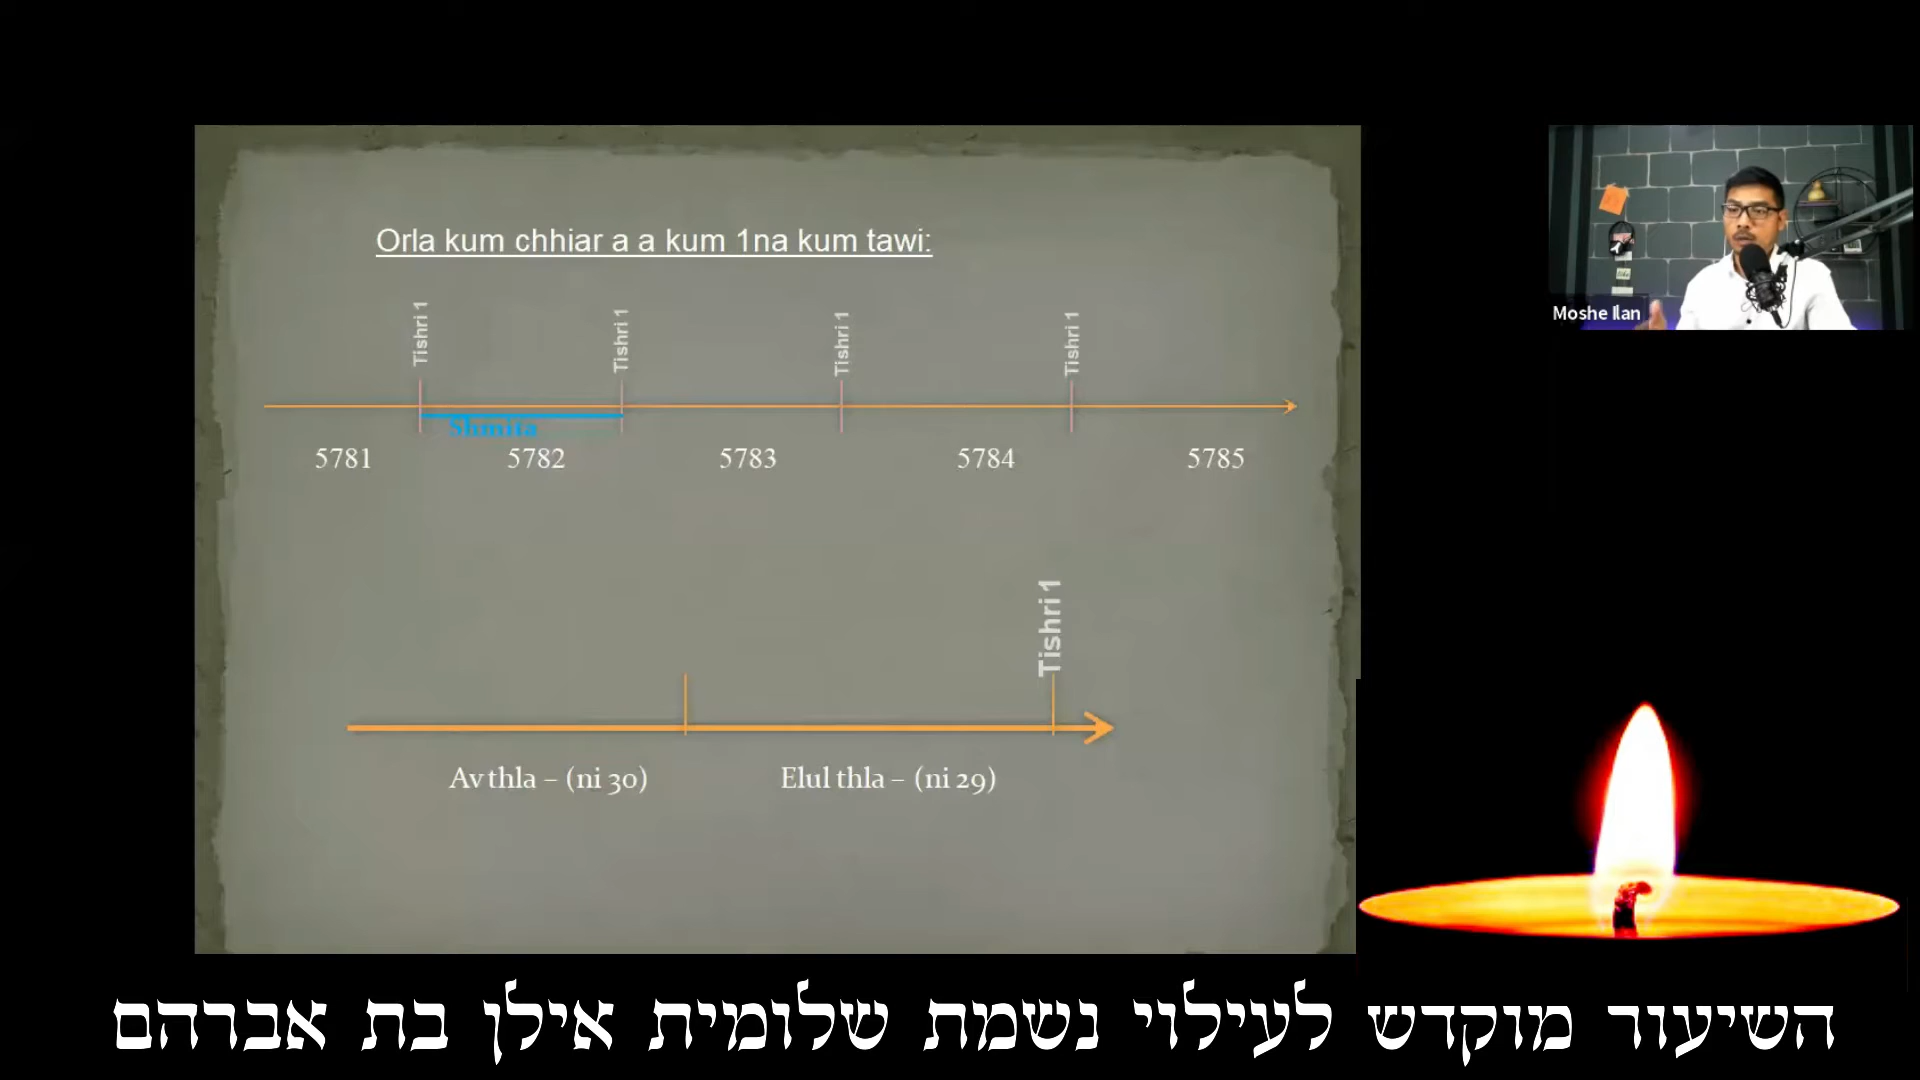 Orla kum chhiar a a kum 1na kum tawi:
Tishri 1 Tishri 1 Tishri 1 Tishri 1
Shmita
5781 5782 5783 5784 5785
Tishri 1
Av thla – (ni 30) Elul thla – (ni 29)
Moshe Ilan
השיעור מוקדש לעילוי נשמת שלומית אילן בת אברהם